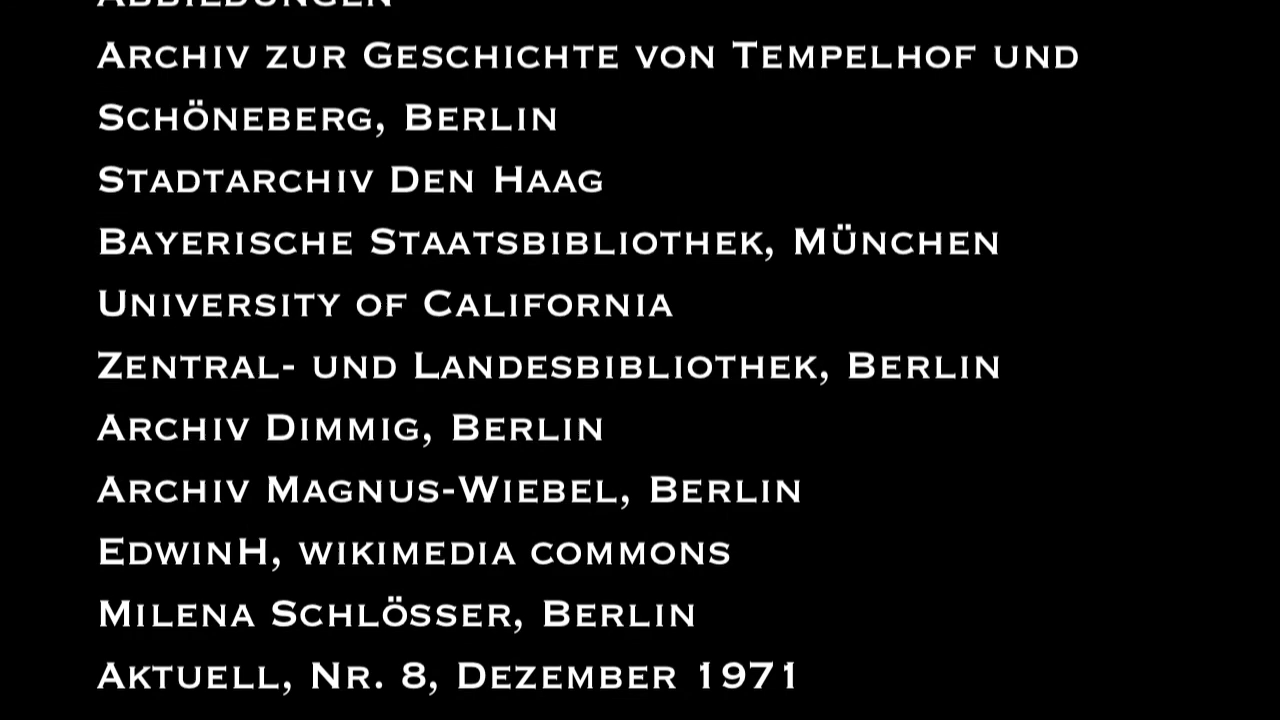 Abbildungen
Archiv zur Geschichte von Tempelhof und
Schöneberg, Berlin
Stadtarchiv Den Haag
Bayerische Staatsbibliothek, München
University of California
Zentral- und Landesbibliothek, Berlin
Archiv Dimmig, Berlin
Archiv Magnus-Wiebel, Berlin
EdwinH, wikimedia commons
Milena Schlösser, Berlin
Aktuell, Nr. 8, Dezember 1971